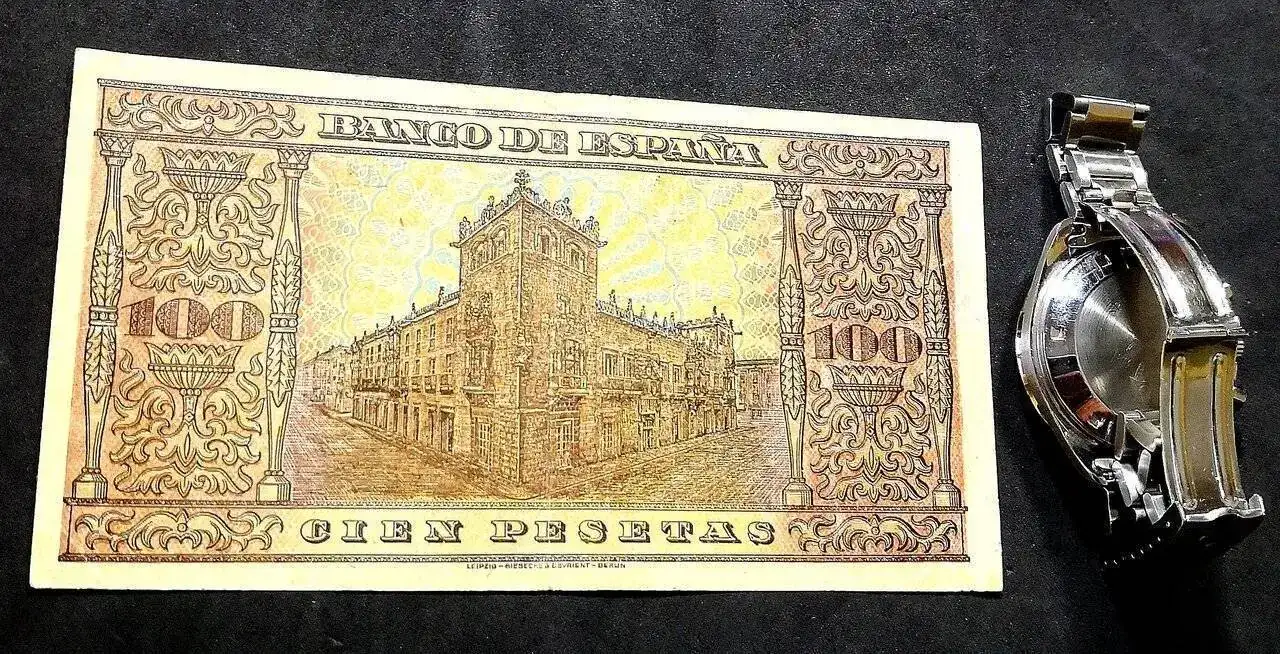 BANCO DE ESPAÑA
100
100
CIEN PESETAS
LEIPZIG – GIESECKE & DEVRIENT – BERLIN